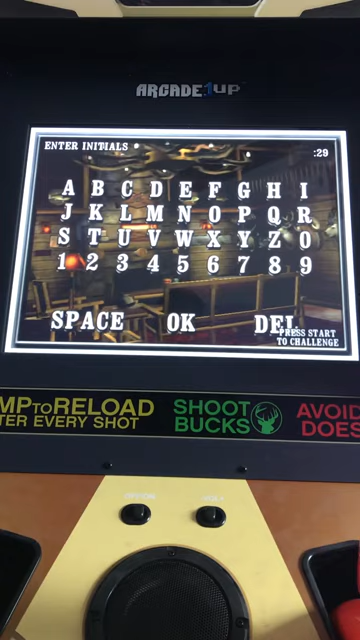 ARCADE1UP
ENTER INITIALS
:29
A B C D E F G H I
J K L M N O P Q R
S T U V W X Y Z 0
1 2 3 4 5 6 7 8 9
SPACE OK DEL
PRESS START
TO CHALLENGE
MP TO RELOAD
TER EVERY SHOT
SHOOT
BUCKS
AVOID
DOES